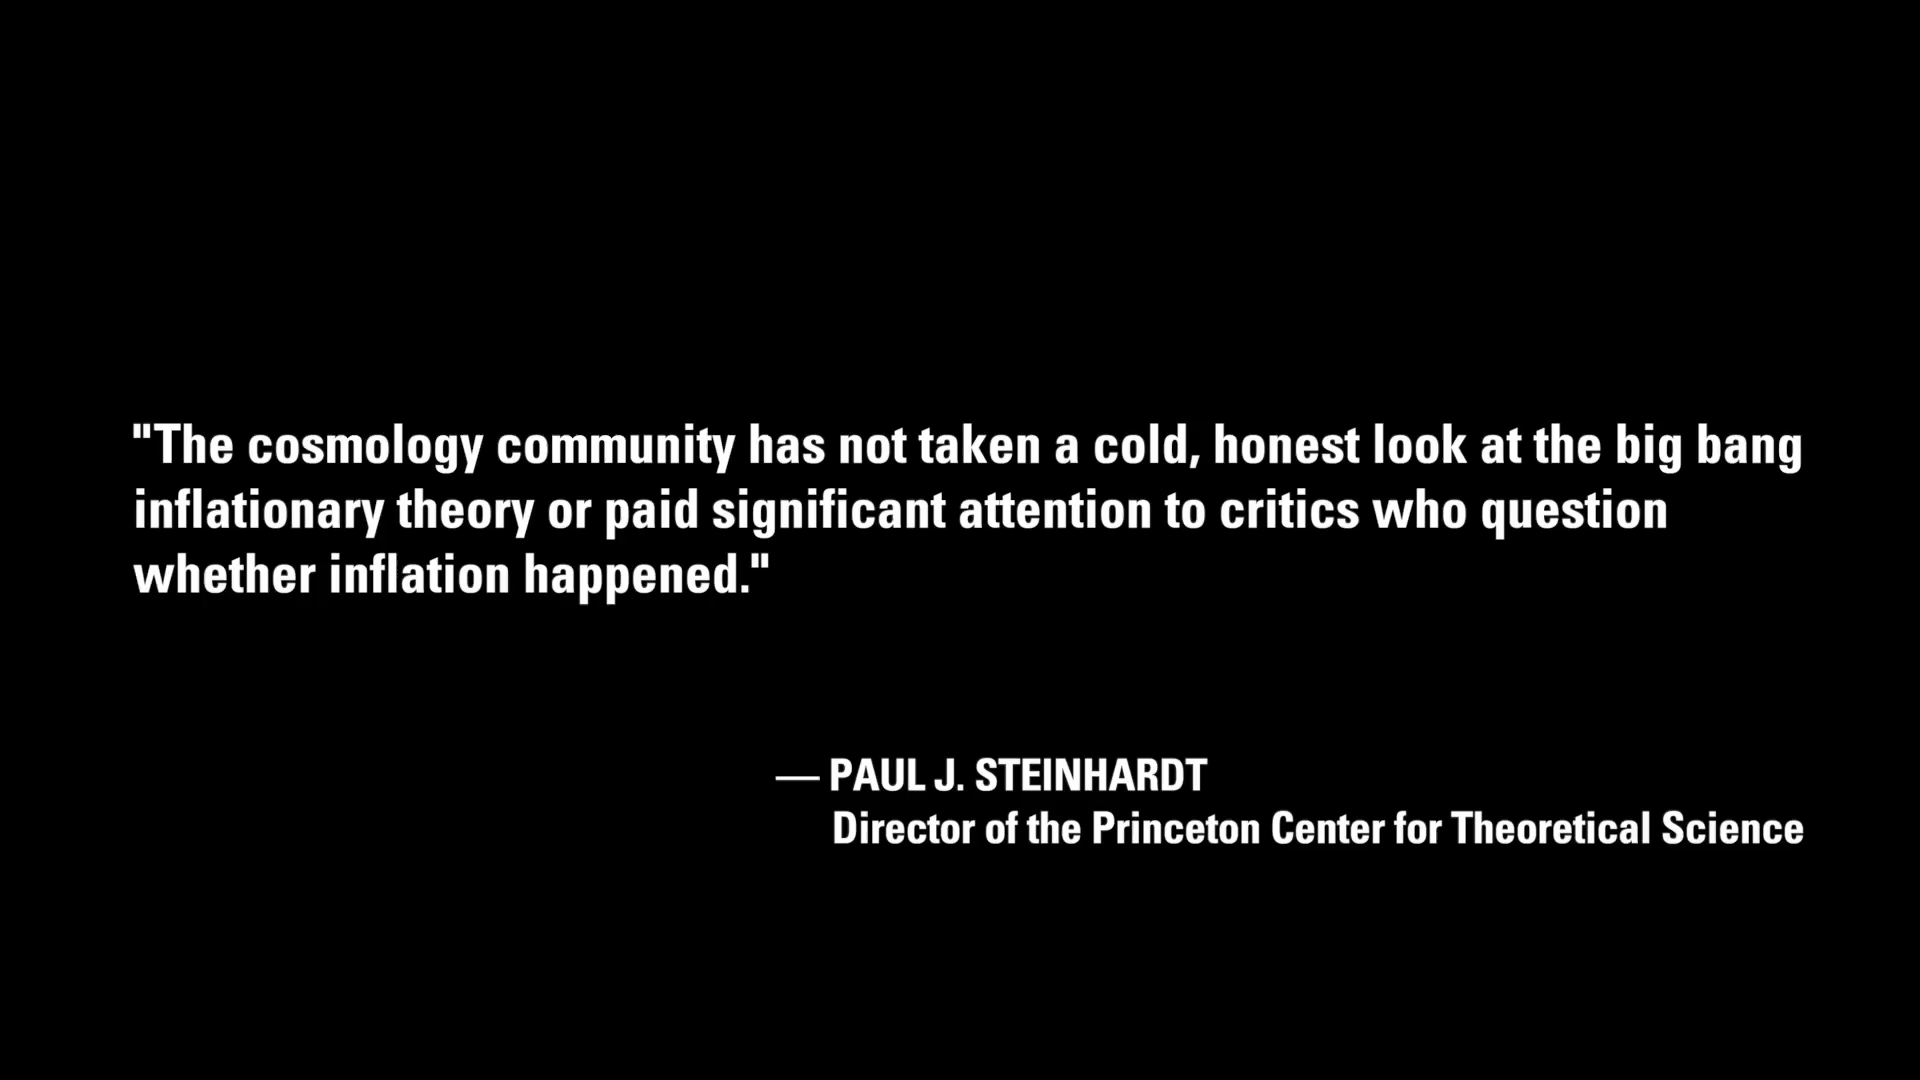 "The cosmology community has not taken a cold, honest look at the big bang
inflationary theory or paid significant attention to critics who question
whether inflation happened."
— PAUL J. STEINHARDT
Director of the Princeton Center for Theoretical Science